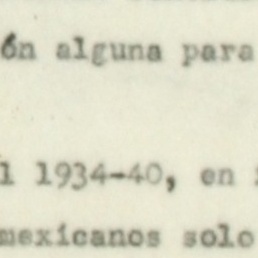 ón alguna para
l 1934-40, en
mexicanos solo